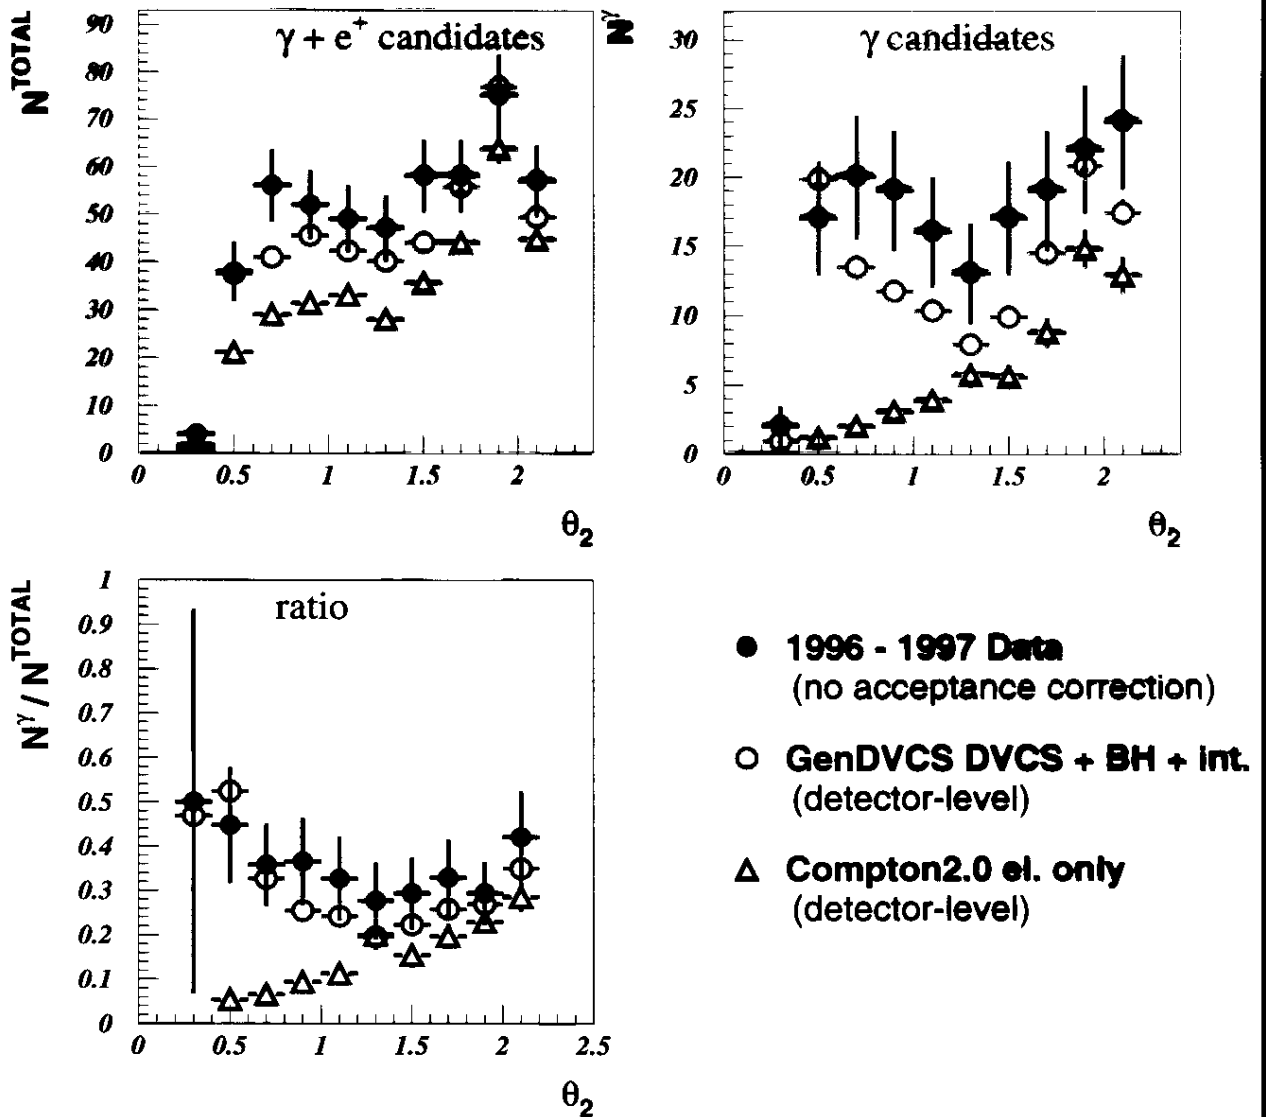 N^TOTAL
γ + e⁺ candidates
90
80
70
60
50
40
30
20
10
0
0 0.5 1 1.5 2
θ₂
N^γ
γ candidates
30
25
20
15
10
5
0
0 0.5 1 1.5 2
θ₂
N^γ / N^TOTAL
ratio
1
0.9
0.8
0.7
0.6
0.5
0.4
0.3
0.2
0.1
0
0 0.5 1 1.5 2 2.5
θ₂
1996 - 1997 Data
(no acceptance correction)
GenDVCS DVCS + BH + int.
(detector-level)
Compton2.0 el. only
(detector-level)